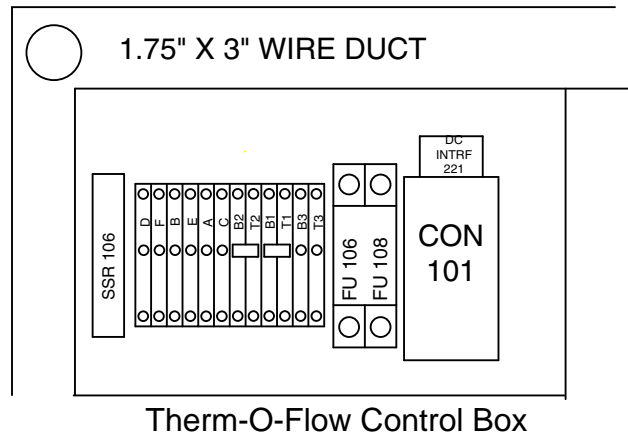 1.75" X 3" WIRE DUCT
DC
INTRF
221
SSR 106
D
F
B
E
A
C
B2
T2
B1
T1
B3
T3
FU 106
FU 108
CON
101
Therm-O-Flow Control Box